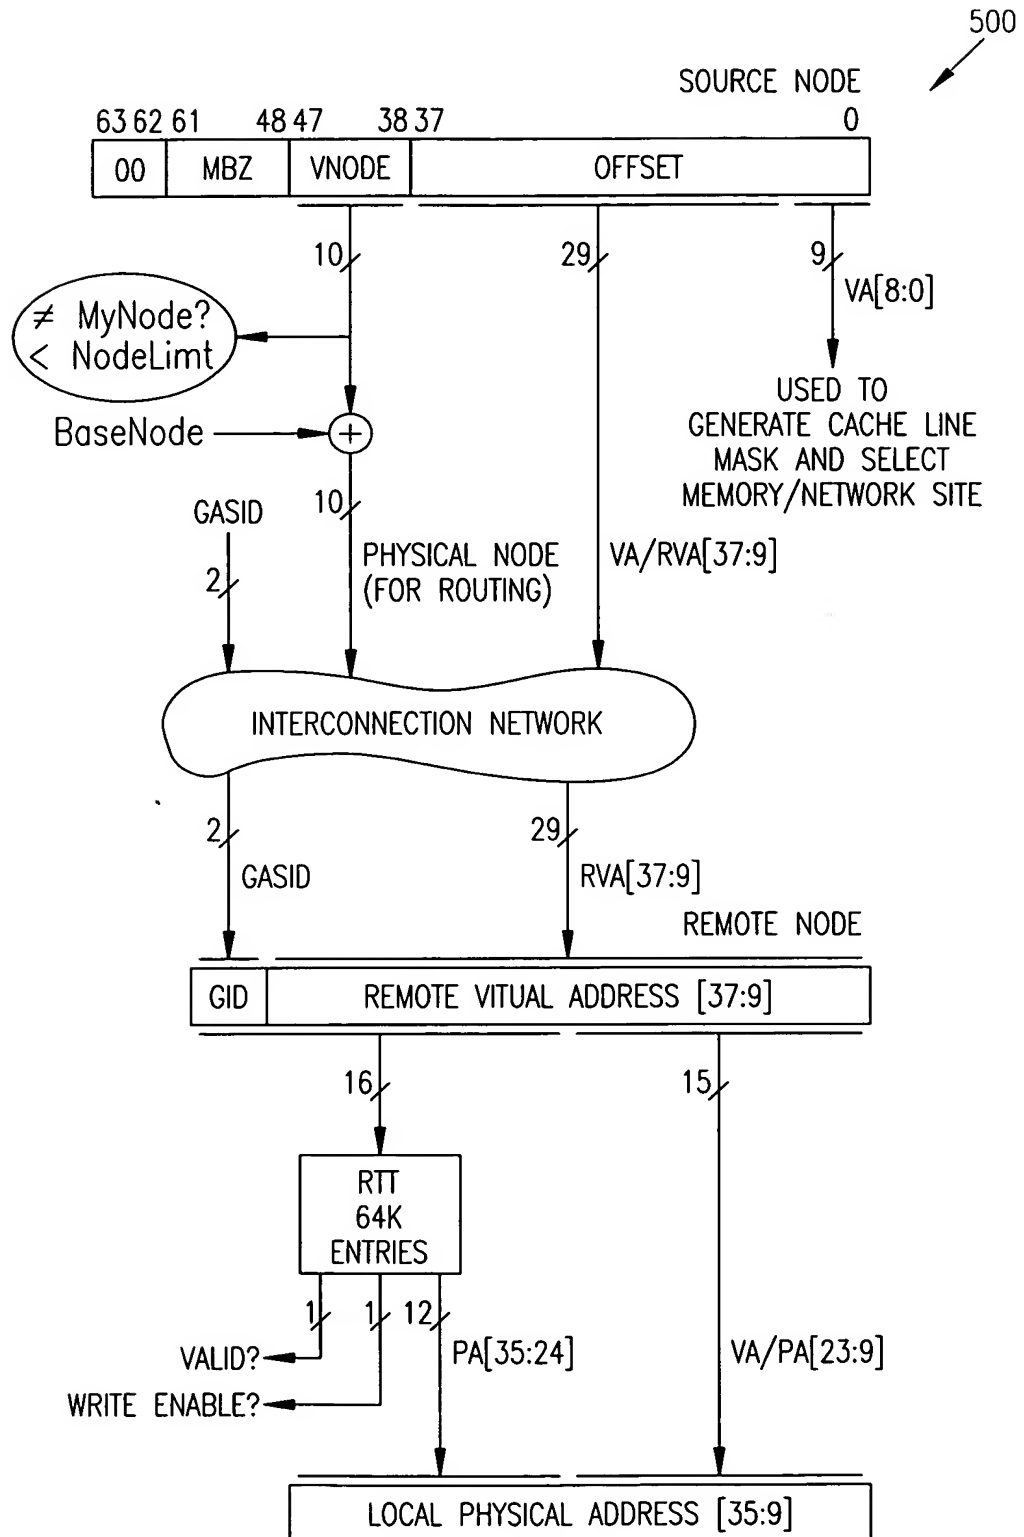 500
SOURCE NODE
63 62 61 48 47 38 37 0
00 MBZ VNODE OFFSET
10 29 9
VA[8:0]
≠ MyNode?
< NodeLimt
USED TO
GENERATE CACHE LINE
MASK AND SELECT
MEMORY/NETWORK SITE
BaseNode +
10
GASID
PHYSICAL NODE
(FOR ROUTING)
VA/RVA[37:9]
2
INTERCONNECTION NETWORK
2 29
GASID RVA[37:9]
REMOTE NODE
GID REMOTE VITUAL ADDRESS [37:9]
16 15
RTT
64K
ENTRIES
1 1 12
VALID? PA[35:24] VA/PA[23:9]
WRITE ENABLE?
LOCAL PHYSICAL ADDRESS [35:9]